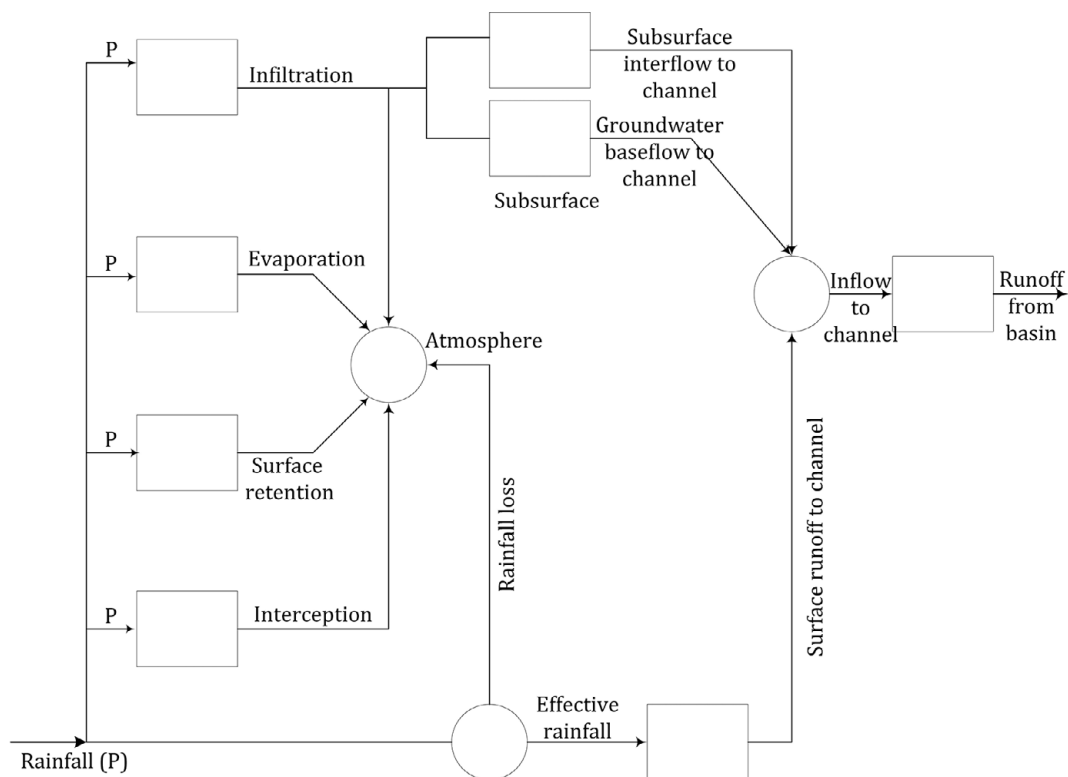 P
Infiltration
Subsurface
interflow to
channel
Groundwater
baseflow to
channel
Subsurface
P
Evaporation
Atmosphere
Inflow
to
channel
Runoff
from
basin
P
Surface
retention
Rainfall loss
Surface runoff to channel
P
Interception
Effective
rainfall
Rainfall (P)